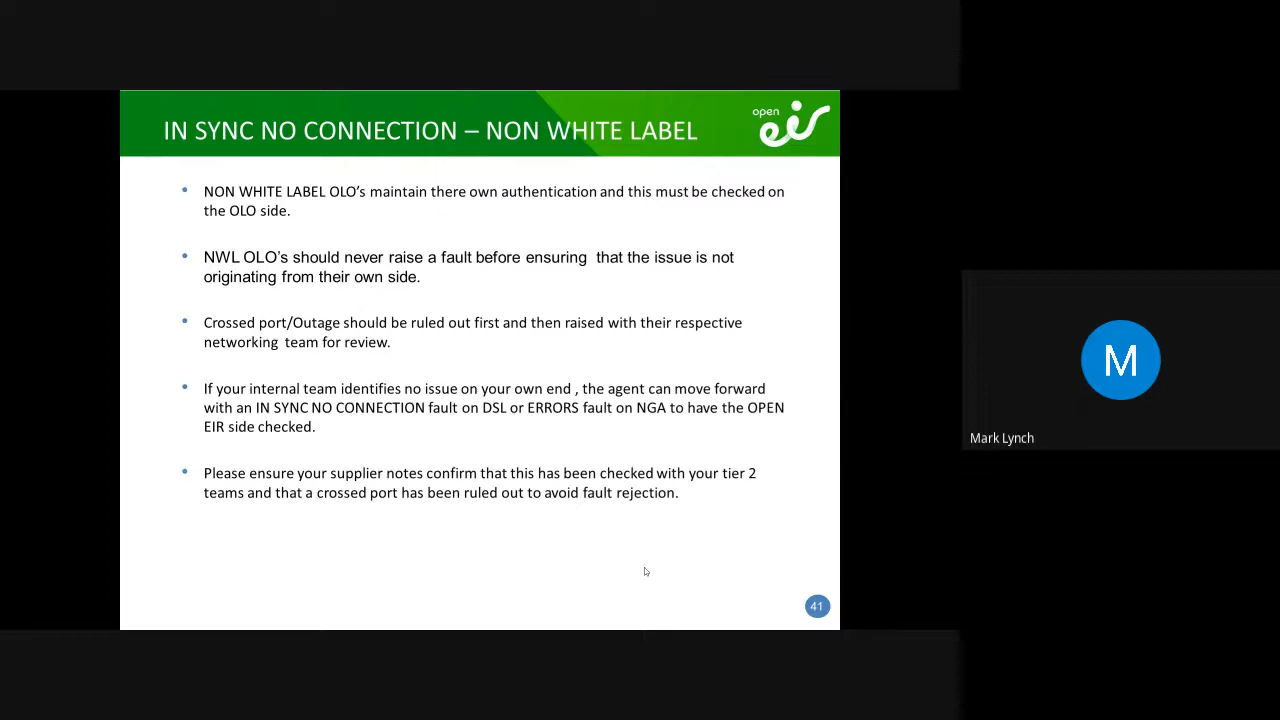 IN SYNC NO CONNECTION – NON WHITE LABEL
open
eir
• NON WHITE LABEL OLO’s maintain there own authentication and this must be checked on
the OLO side.
• NWL OLO’s should never raise a fault before ensuring that the issue is not
originating from their own side.
• Crossed port/Outage should be ruled out first and then raised with their respective
networking team for review.
• If your internal team identifies no issue on your own end , the agent can move forward
with an IN SYNC NO CONNECTION fault on DSL or ERRORS fault on NGA to have the OPEN
EIR side checked.
• Please ensure your supplier notes confirm that this has been checked with your tier 2
teams and that a crossed port has been ruled out to avoid fault rejection.
41
M
Mark Lynch